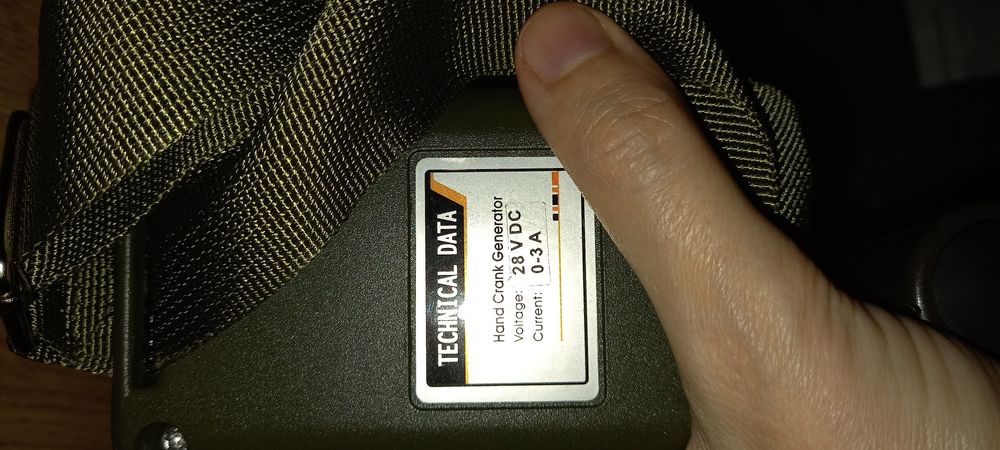 TECHNICAL DATA
Hand Crank Generator
Voltage: 28 V DC
Current: 0-3 A